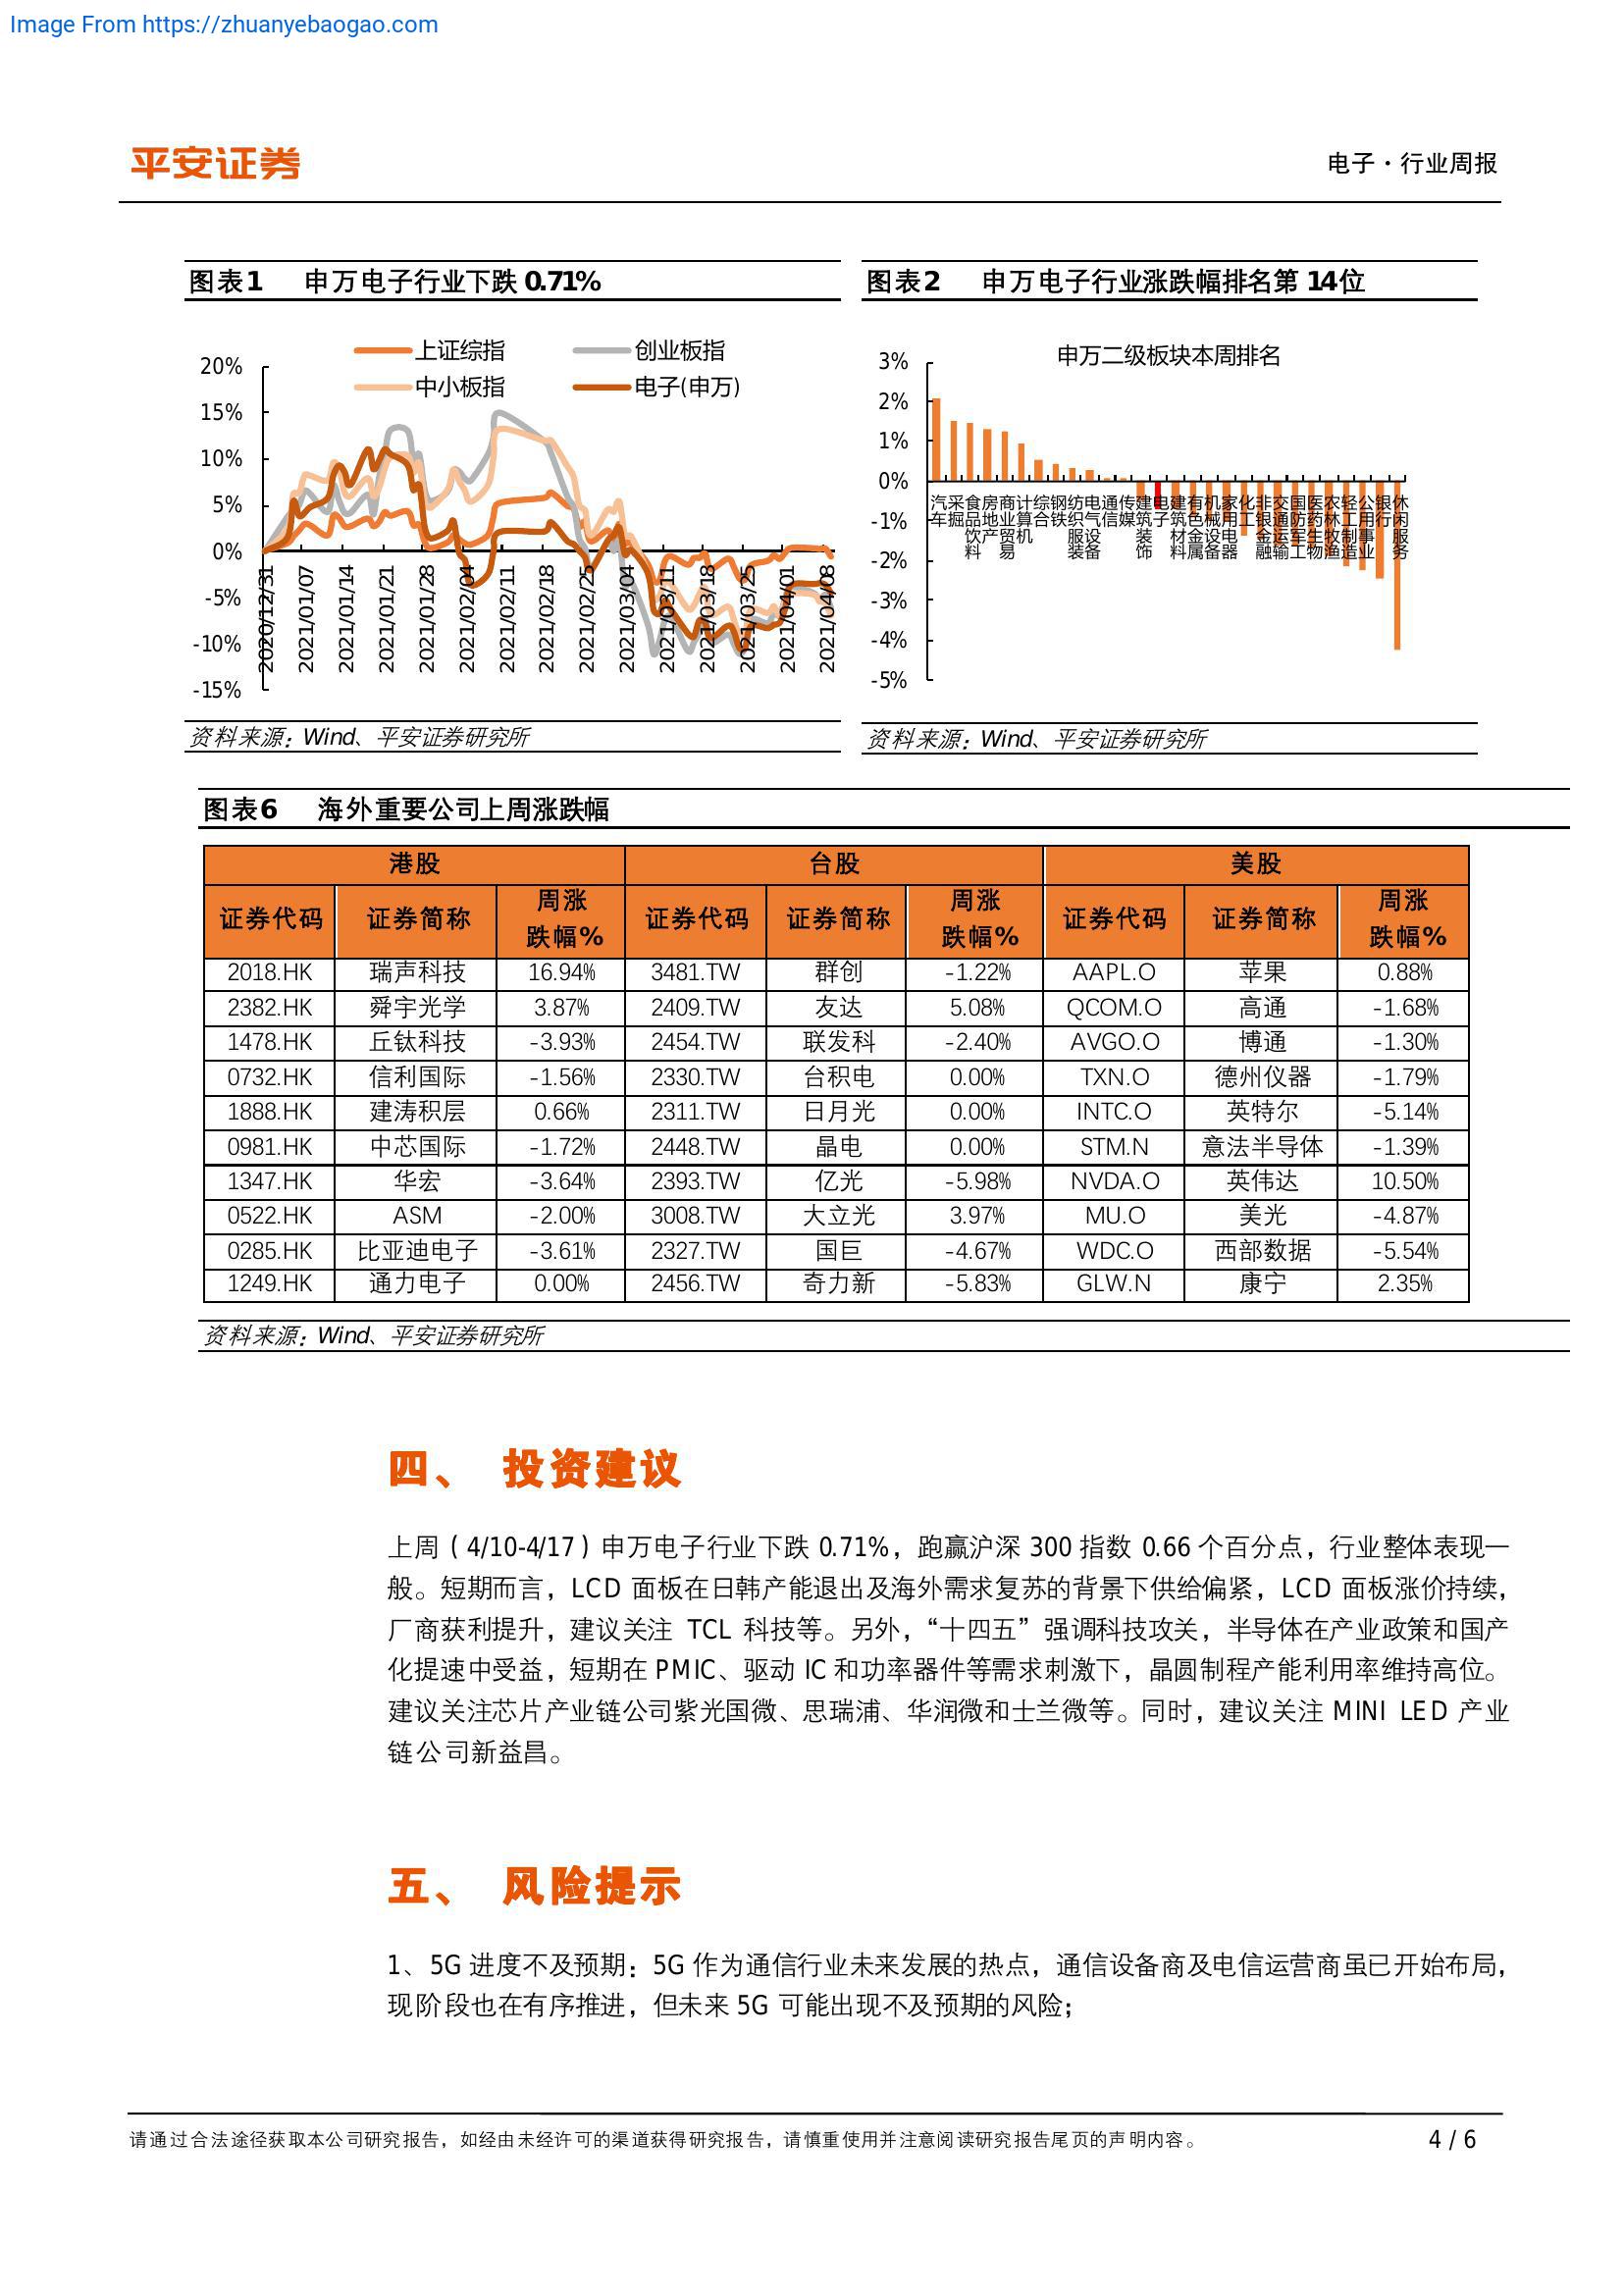 Image From https://zhuanyebaogao.com
平安证券
电子·行业周报
图表1 申万电子行业下跌 0.71%
上证综指 创业板指
中小板指 电子(申万)
20%
15%
10%
5%
0%
-5%
-10%
-15%
2020/12/31 2021/01/07 2021/01/14 2021/01/21 2021/01/28 2021/02/04 2021/02/11 2021/02/18 2021/02/25 2021/03/04 2021/03/11 2021/03/18 2021/03/25 2021/04/01 2021/04/08
资料来源：Wind、平安证券研究所
图表2 申万电子行业涨跌幅排名第 14位
申万二级板块本周排名
3%
2%
1%
0%
-1%
-2%
-3%
-4%
-5%
汽车 采掘 食品饮料 房地产 商业贸易 计算机 综合 钢铁 纺织服装 电气设备 通信 传媒 建筑装饰 电子 建筑材料 有色金属 机械设备 家用电器 化工 非银金融 交通运输 国防军工 医药生物 农林牧渔 轻工制造 公用事业 银行 休闲服务
资料来源：Wind、平安证券研究所
图表6 海外重要公司上周涨跌幅
港股 台股 美股
证券代码 证券简称 周涨跌幅% 证券代码 证券简称 周涨跌幅% 证券代码 证券简称 周涨跌幅%
2018.HK 瑞声科技 16.94% 3481.TW 群创 -1.22% AAPL.O 苹果 0.88%
2382.HK 舜宇光学 3.87% 2409.TW 友达 5.08% QCOM.O 高通 -1.68%
1478.HK 丘钛科技 -3.93% 2454.TW 联发科 -2.40% AVGO.O 博通 -1.30%
0732.HK 信利国际 -1.56% 2330.TW 台积电 0.00% TXN.O 德州仪器 -1.79%
1888.HK 建涛积层 0.66% 2311.TW 日月光 0.00% INTC.O 英特尔 -5.14%
0981.HK 中芯国际 -1.72% 2448.TW 晶电 0.00% STM.N 意法半导体 -1.39%
1347.HK 华宏 -3.64% 2393.TW 亿光 -5.98% NVDA.O 英伟达 10.50%
0522.HK ASM -2.00% 3008.TW 大立光 3.97% MU.O 美光 -4.87%
0285.HK 比亚迪电子 -3.61% 2327.TW 国巨 -4.67% WDC.O 西部数据 -5.54%
1249.HK 通力电子 0.00% 2456.TW 奇力新 -5.83% GLW.N 康宁 2.35%
资料来源：Wind、平安证券研究所
四、 投资建议
上周（4/10-4/17）申万电子行业下跌 0.71%，跑赢沪深 300 指数 0.66 个百分点，行业整体表现一
般。短期而言，LCD 面板在日韩产能退出及海外需求复苏的背景下供给偏紧，LCD 面板涨价持续，
厂商获利提升，建议关注 TCL 科技等。另外，“十四五”强调科技攻关，半导体在产业政策和国产
化提速中受益，短期在 PMIC、驱动 IC 和功率器件等需求刺激下，晶圆制程产能利用率维持高位。
建议关注芯片产业链公司紫光国微、思瑞浦、华润微和士兰微等。同时，建议关注 MINI LED 产业
链公司新益昌。
五、 风险提示
1、5G 进度不及预期：5G 作为通信行业未来发展的热点，通信设备商及电信运营商虽已开始布局，
现阶段也在有序推进，但未来 5G 可能出现不及预期的风险；
请通过合法途径获取本公司研究报告，如经由未经许可的渠道获得研究报告，请慎重使用并注意阅读研究报告尾页的声明内容。
4 / 6